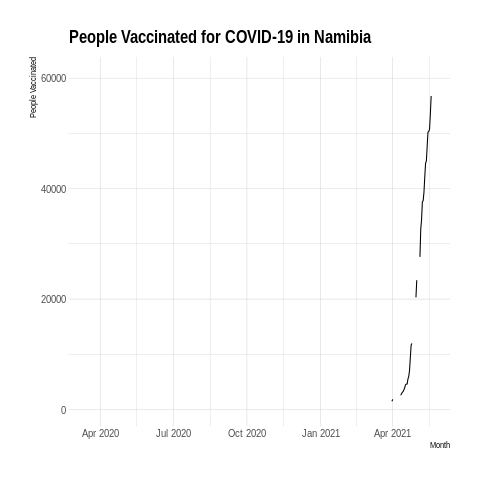 People Vaccinated for COVID-19 in Namibia
People Vaccinated
60000
40000
20000
0
Apr 2020 Jul 2020 Oct 2020 Jan 2021 Apr 2021
Month